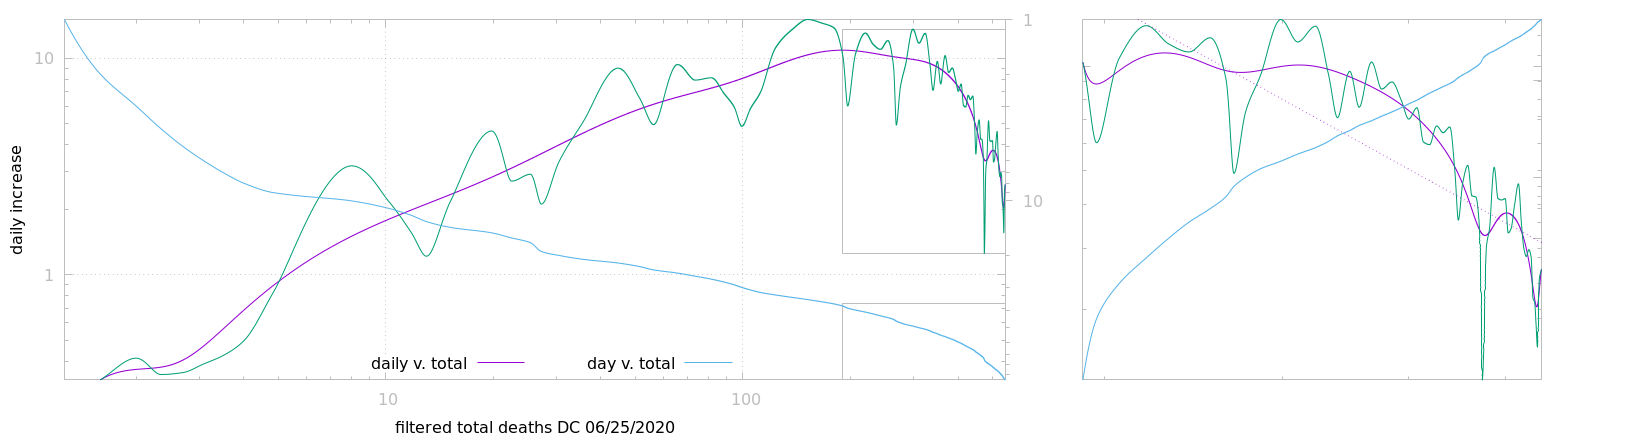 1
10
10
1
daily increase
daily v. total
day v. total
10
100
filtered total deaths DC 06/25/2020